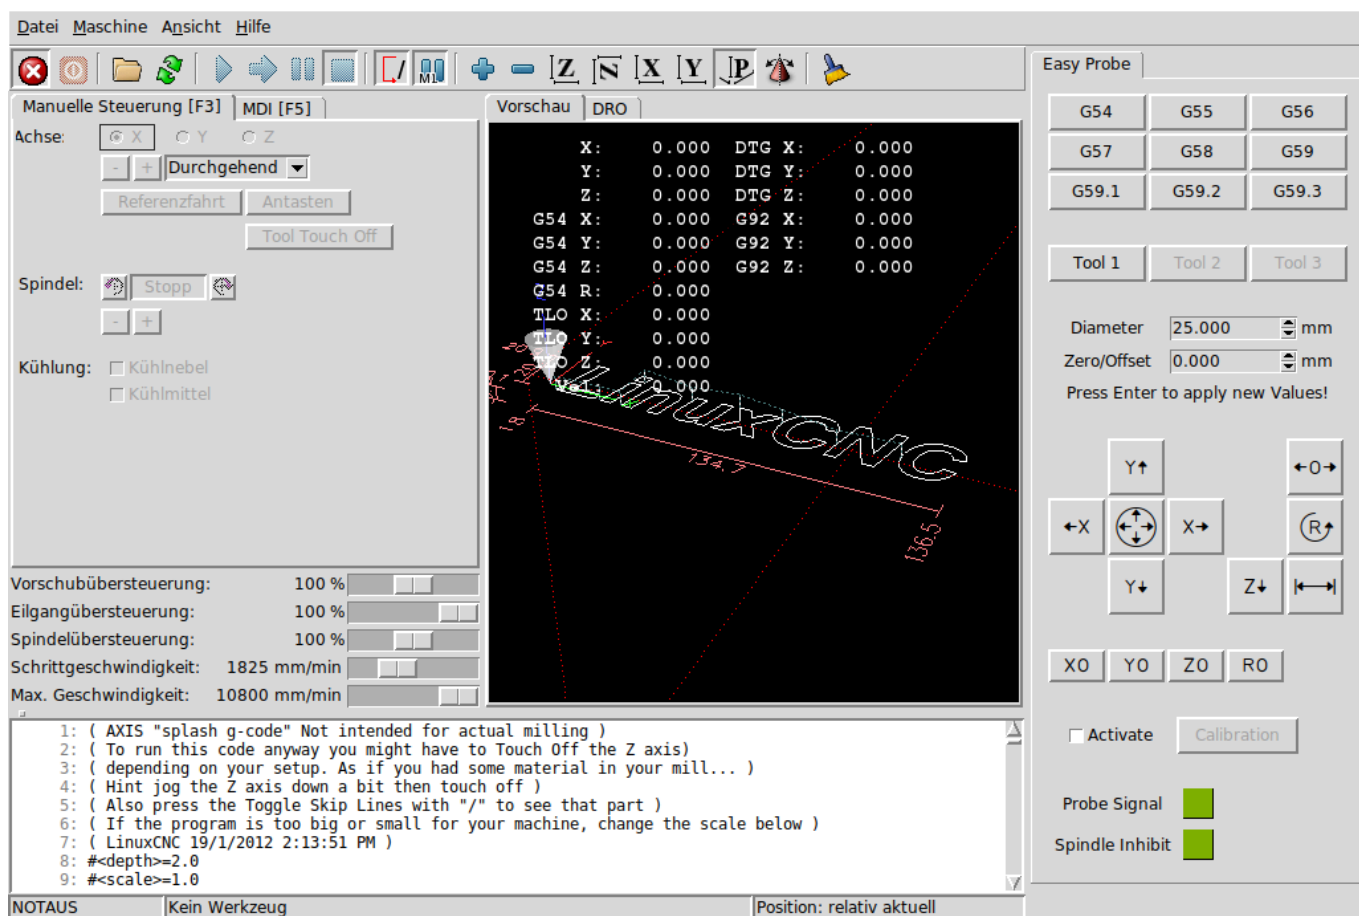 Datei Maschine Ansicht Hilfe
M1 Z N X Y P
Manuelle Steuerung [F3] MDI [F5]
Achse: X Y Z
- + Durchgehend
Referenzfahrt Antasten
Tool Touch Off
Spindel: Stopp
- +
Kühlung: Kühlnebel
Kühlmittel
Vorschubübersteuerung: 100 %
Eilgangübersteuerung: 100 %
Spindelübersteuerung: 100 %
Schrittgeschwindigkeit: 1825 mm/min
Max. Geschwindigkeit: 10800 mm/min
Vorschau DRO
X: 0.000 DTG X: 0.000
Y: 0.000 DTG Y: 0.000
Z: 0.000 DTG Z: 0.000
G54 X: 0.000 G92 X: 0.000
G54 Y: 0.000 G92 Y: 0.000
G54 Z: 0.000 G92 Z: 0.000
G54 R: 0.000
TLO X: 0.000
TLO Y: 0.000
TLO Z: 0.000
Vel: 0.000
LinuxCNC
134.7
136.5
1: ( AXIS "splash g-code" Not intended for actual milling )
2: ( To run this code anyway you might have to Touch Off the Z axis)
3: ( depending on your setup. As if you had some material in your mill... )
4: ( Hint jog the Z axis down a bit then touch off )
5: ( Also press the Toggle Skip Lines with "/" to see that part )
6: ( If the program is too big or small for your machine, change the scale below )
7: ( LinuxCNC 19/1/2012 2:13:51 PM )
8: #<depth>=2.0
9: #<scale>=1.0
NOTAUS Kein Werkzeug Position: relativ aktuell
Easy Probe
G54 G55 G56
G57 G58 G59
G59.1 G59.2 G59.3
Tool 1 Tool 2 Tool 3
Diameter 25.000 mm
Zero/Offset 0.000 mm
Press Enter to apply new Values!
Y↑ ←O→
←X X→ R
Y↓ Z↓
X0 Y0 Z0 R0
Activate Calibration
Probe Signal
Spindle Inhibit